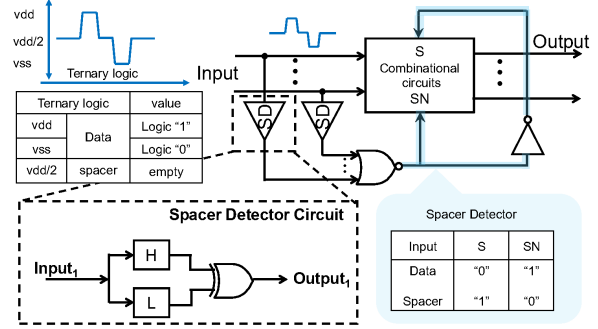 vdd
vdd/2
vss
Ternary logic
Input
S
Combinational
circuits
SN
Output
SD
SD
Ternary logic value
vdd Data Logic “1”
vss Logic “0”
vdd/2 spacer empty
Spacer Detector Circuit
Input1
H
L
Output1
Spacer Detector
Input S SN
Data “0” “1”
Spacer “1” “0”